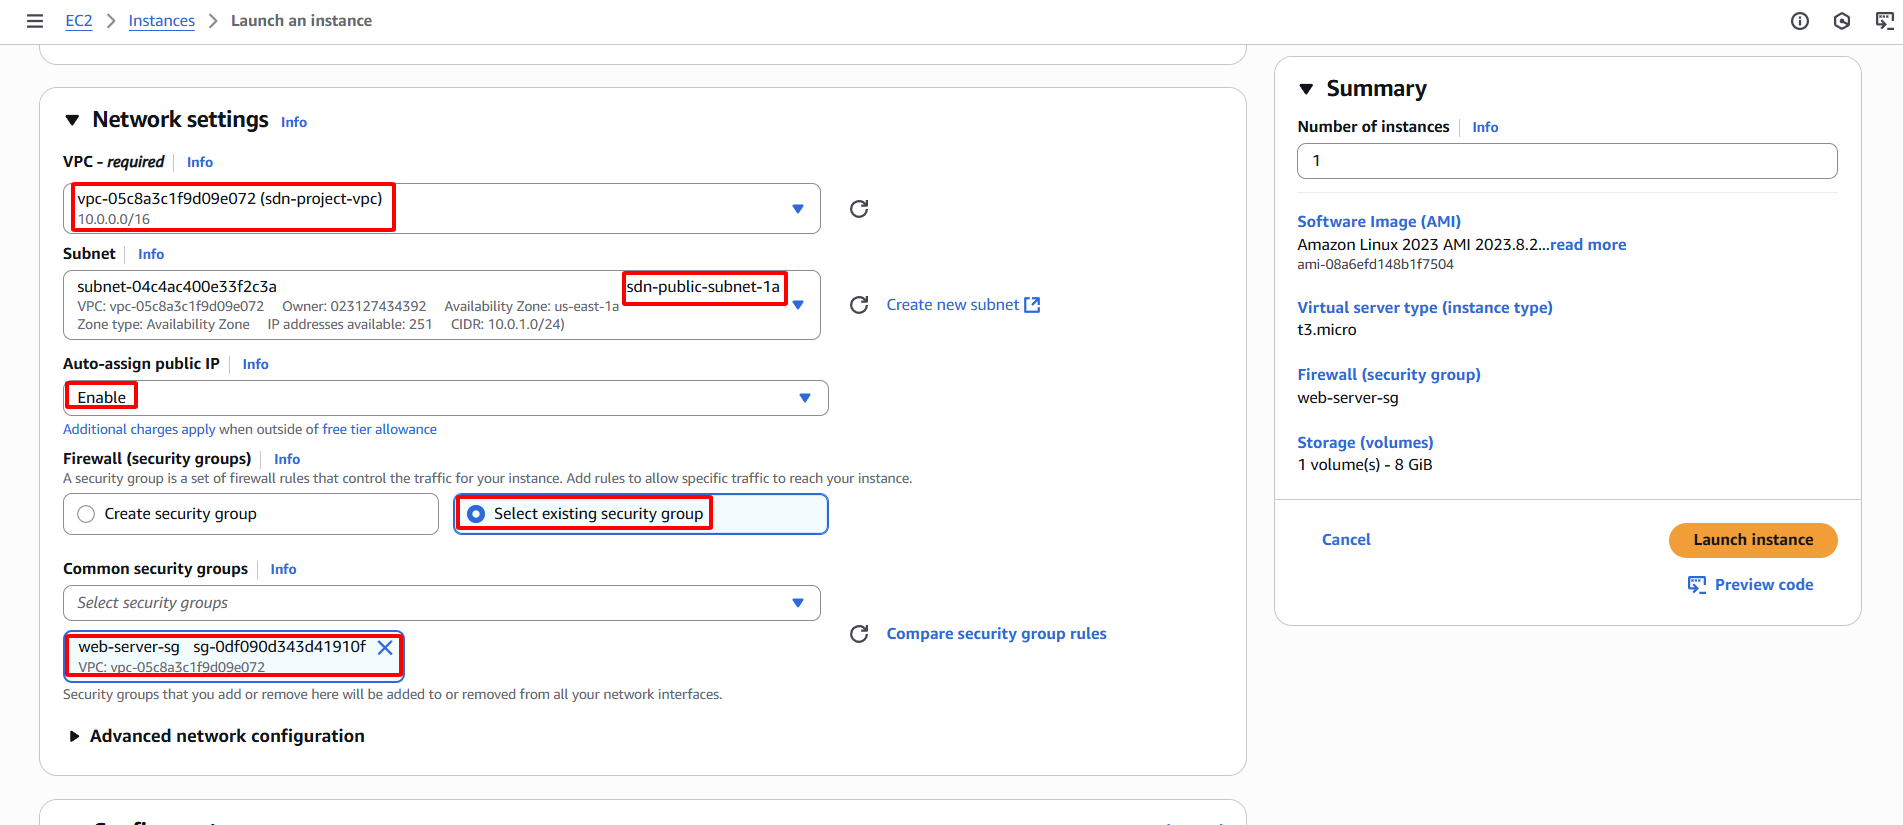 EC2 > Instances > Launch an instance
Network settings Info
VPC - required Info
vpc-05c8a3c1f9d09e072 (sdn-project-vpc)
10.0.0.0/16
Subnet Info
subnet-04c4ac400e33f2c3a sdn-public-subnet-1a
VPC: vpc-05c8a3c1f9d09e072 Owner: 023127434392 Availability Zone: us-east-1a
Zone type: Availability Zone IP addresses available: 251 CIDR: 10.0.1.0/24)
Create new subnet
Auto-assign public IP Info
Enable
Additional charges apply when outside of free tier allowance
Firewall (security groups) Info
A security group is a set of firewall rules that control the traffic for your instance. Add rules to allow specific traffic to reach your instance.
Create security group
Select existing security group
Common security groups Info
Select security groups
web-server-sg sg-0df090d343d41910f
VPC: vpc-05c8a3c1f9d09e072
Compare security group rules
Security groups that you add or remove here will be added to or removed from all your network interfaces.
Advanced network configuration
Summary
Number of instances Info
1
Software Image (AMI)
Amazon Linux 2023 AMI 2023.8.2...read more
ami-08a6efd148b1f7504
Virtual server type (instance type)
t3.micro
Firewall (security group)
web-server-sg
Storage (volumes)
1 volume(s) - 8 GiB
Cancel
Launch instance
Preview code